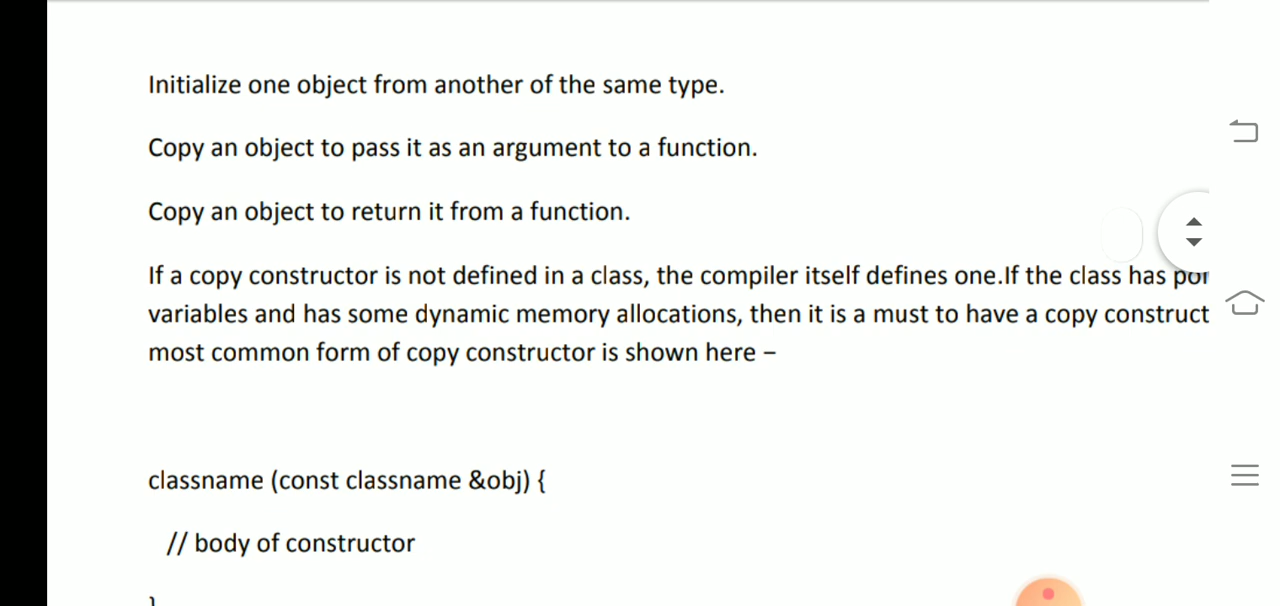 Initialize one object from another of the same type.
Copy an object to pass it as an argument to a function.
Copy an object to return it from a function.
If a copy constructor is not defined in a class, the compiler itself defines one.If the class has
variables and has some dynamic memory allocations, then it is a must to have a copy construct
most common form of copy constructor is shown here −
classname (const classname &obj) {
// body of constructor
}